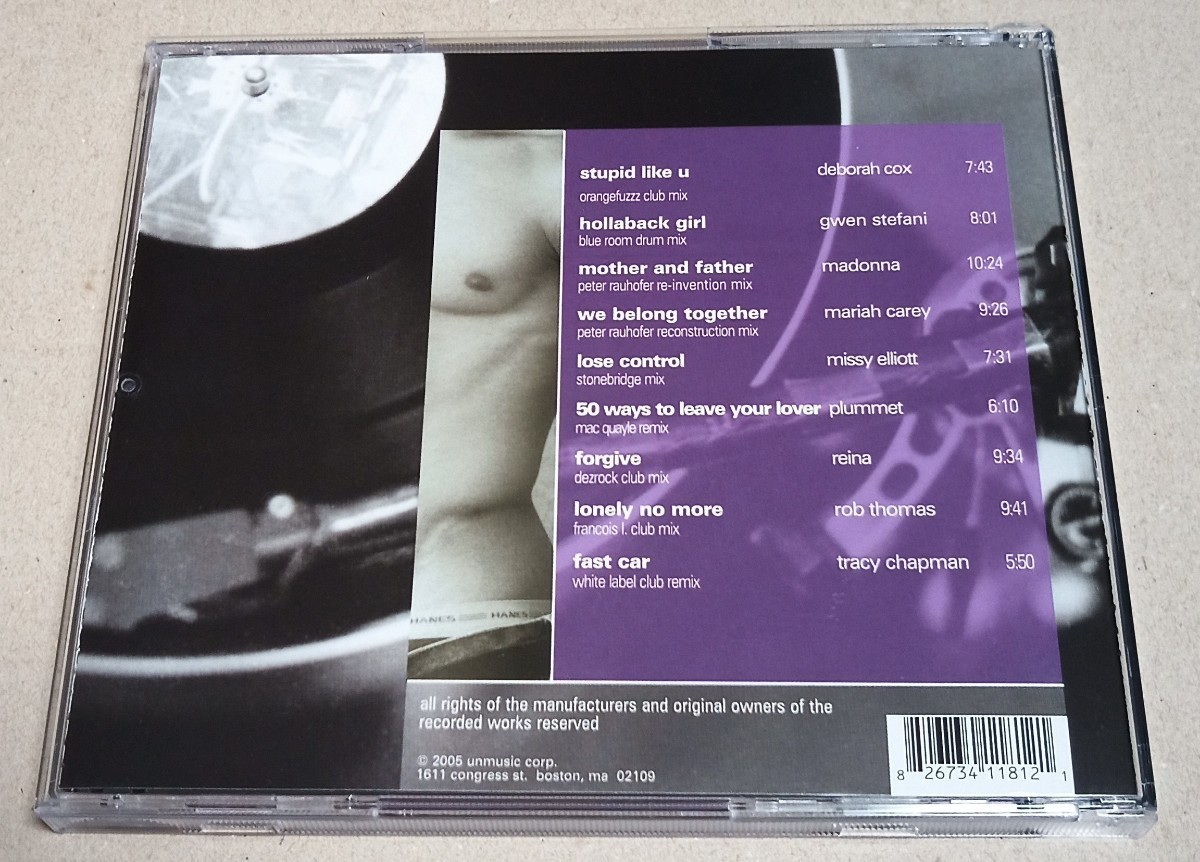 stupid like u deborah cox 7:43
orangefuzzz club mix
hollaback girl gwen stefani 8:01
blue room drum mix
mother and father madonna 10:24
peter rauhofer re-invention mix
we belong together mariah carey 9:26
peter rauhofer reconstruction mix
lose control missy elliott 7:31
stonebridge mix
50 ways to leave your lover plummet 6:10
mac quayle remix
forgive reina 9:34
dezrock club mix
lonely no more rob thomas 9:41
francois l. club mix
fast car tracy chapman 5:50
white label club remix
HANES HANES
all rights of the manufacturers and original owners of the
recorded works reserved
© 2005 unmusic corp.
1611 congress st. boston, ma 02109
8 26734 11812 1